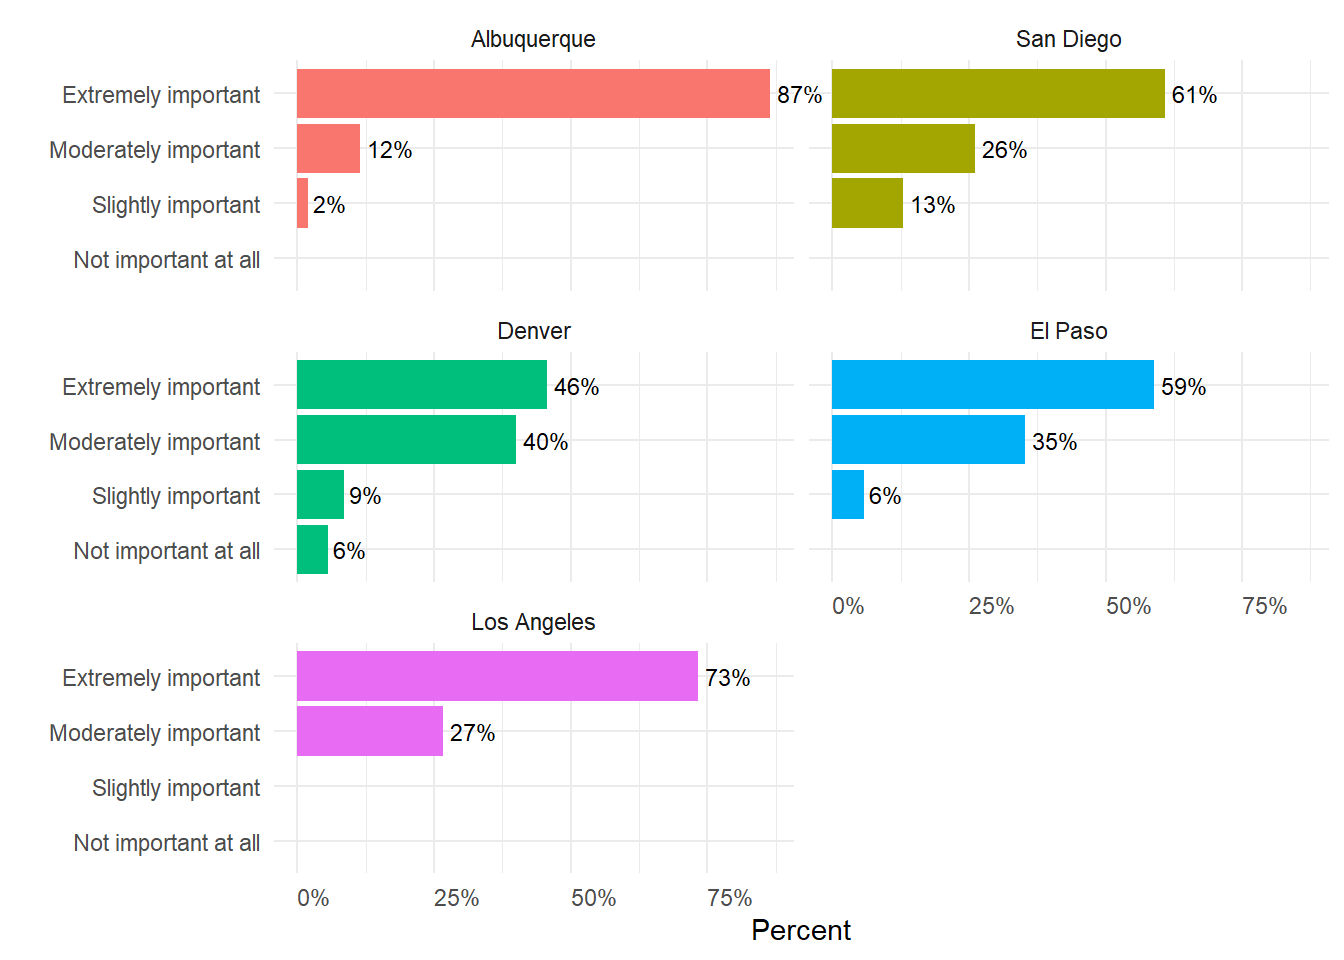 Albuquerque
San Diego
Extremely important 87% 61%
Moderately important 12% 26%
Slightly important 2% 13%
Not important at all
Denver
El Paso
Extremely important 46% 59%
Moderately important 40% 35%
Slightly important 9% 6%
Not important at all 6%
0% 25% 50% 75%
Los Angeles
Extremely important 73%
Moderately important 27%
Slightly important
Not important at all
0% 25% 50% 75%
Percent